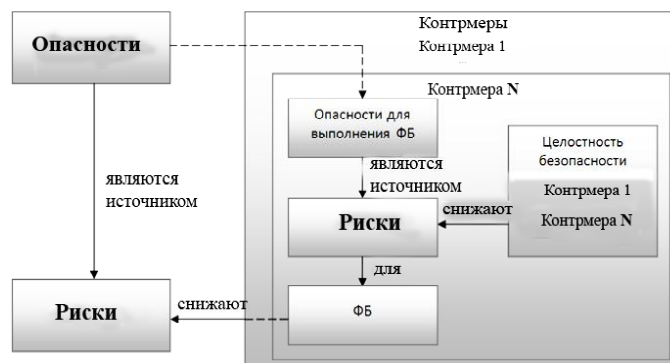 Контрмеры
Опасности
Контрмера 1
Контрмера N
Опасности для
выполнения ФБ
Целостность
безопасности
являются
источником
являются
источником
Контрмера 1
Риски
снижают
Контрмера N
для
Риски
снижают
ФБ